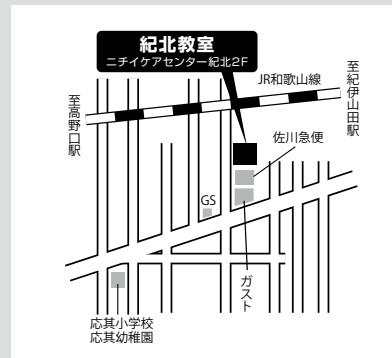 紀北教室
ニチイケアセンター紀北2F
JR和歌山線
至紀伊山田駅
至高野口駅
佐川急便
GS
ガスト
応其小学校
応其幼稚園